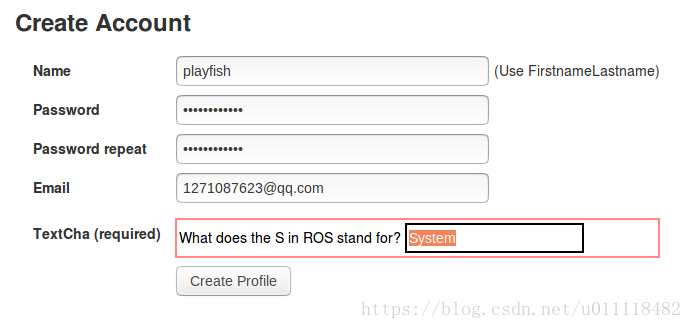 Create Account
Name playfish (Use FirstnameLastname)
Password ••••••••••••
Password repeat ••••••••••••
Email 1271087623@qq.com
TextCha (required) What does the S in ROS stand for? System
Create Profile
https://blog.csdn.net/u011118482